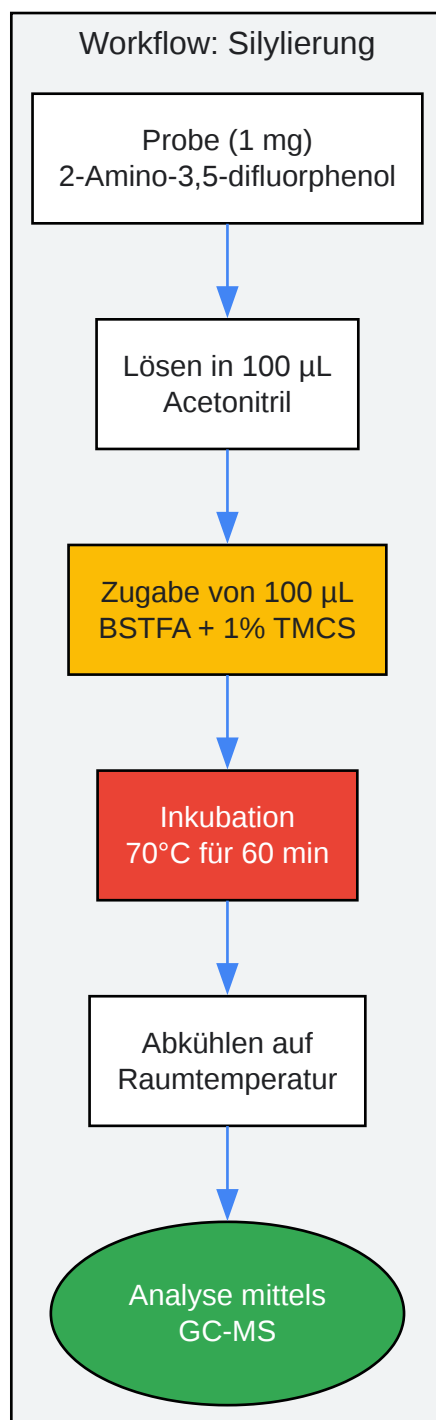 Workflow: Silylierung
Probe (1 mg)
2-Amino-3,5-difluorphenol
Lösen in 100 µL
Acetonitril
Zugabe von 100 µL
BSTFA + 1% TMCS
Inkubation
70°C für 60 min
Abkühlen auf
Raumtemperatur
Analyse mittels
GC-MS